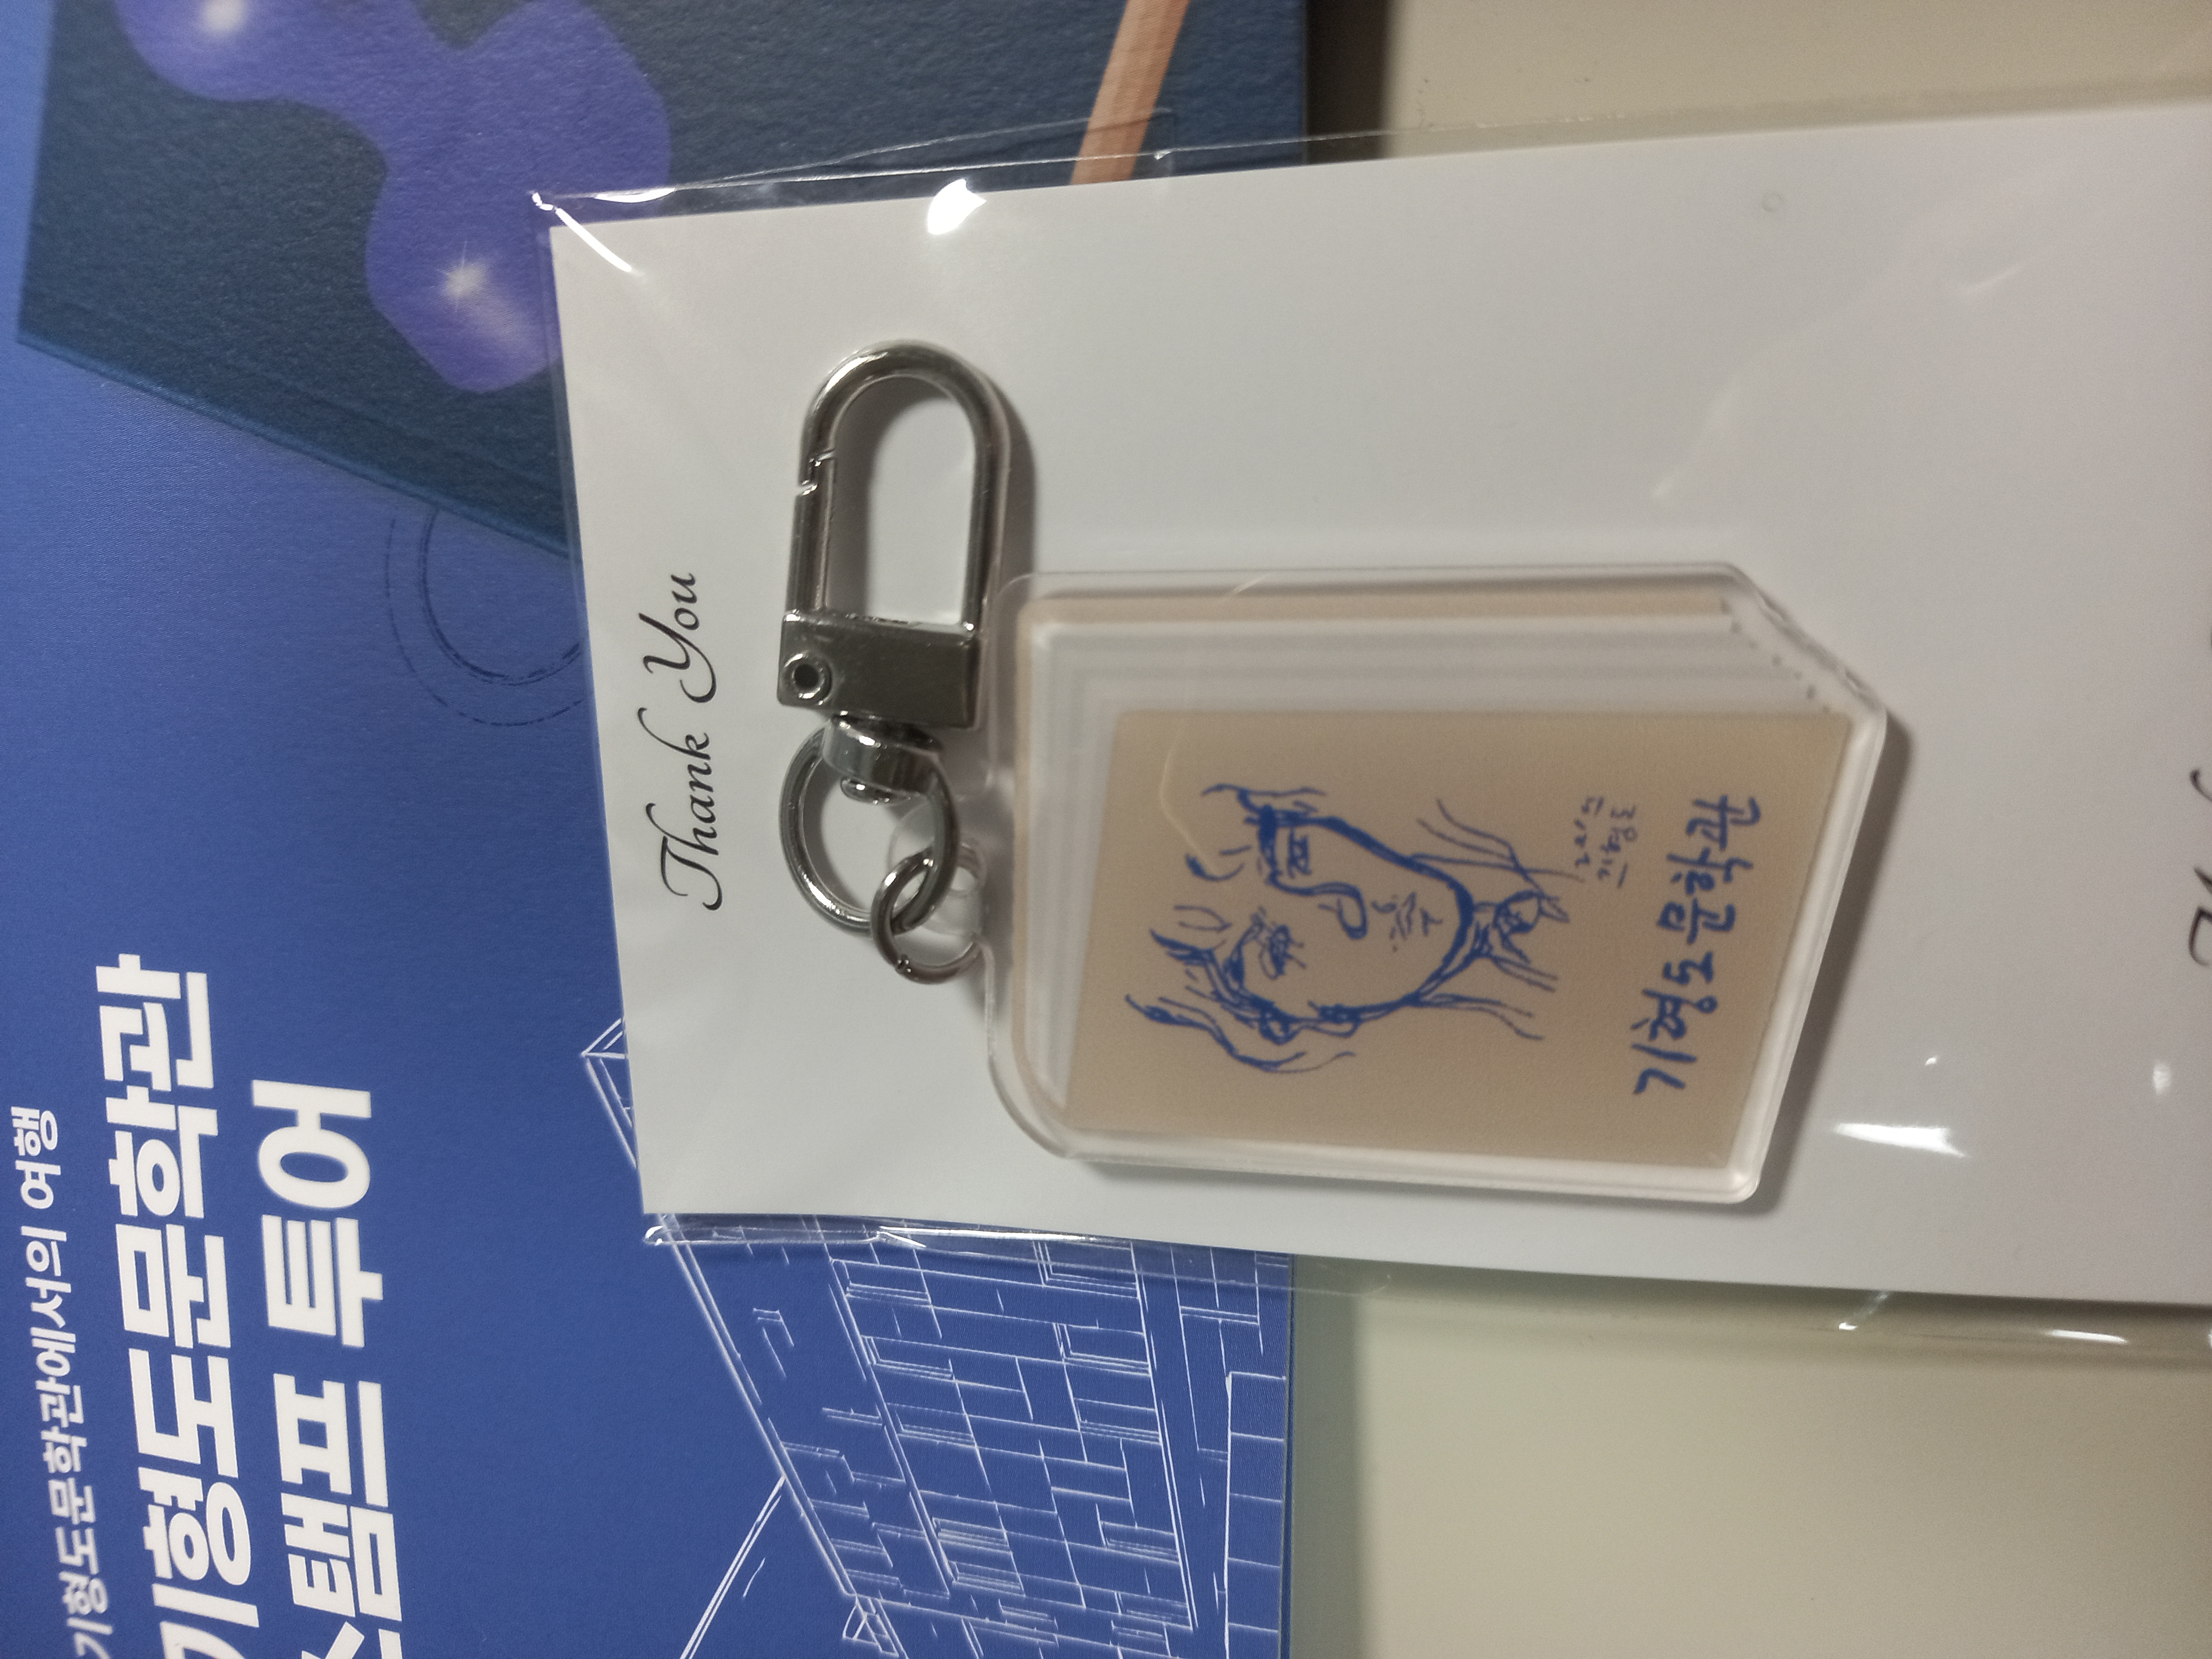 기형도문학관에서의 여행
기형도문학관
스탬프 투어
Thank You
기형도 문학관